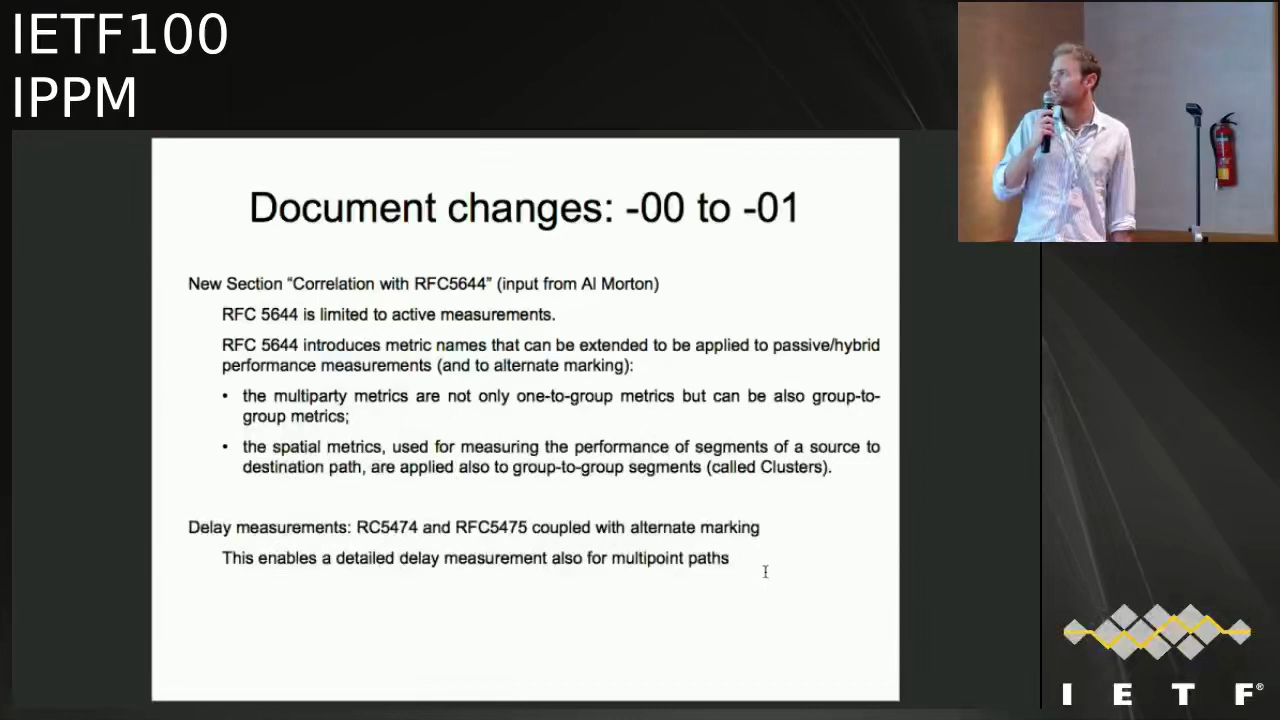 IETF100
IPPM
Document changes: -00 to -01
New Section “Correlation with RFC5644” (input from Al Morton)
RFC 5644 is limited to active measurements.
RFC 5644 introduces metric names that can be extended to be applied to passive/hybrid
performance measurements (and to alternate marking):
• the multiparty metrics are not only one-to-group metrics but can be also group-to-
group metrics;
• the spatial metrics, used for measuring the performance of segments of a source to
destination path, are applied also to group-to-group segments (called Clusters).
Delay measurements: RC5474 and RFC5475 coupled with alternate marking
This enables a detailed delay measurement also for multipoint paths
I E T F®